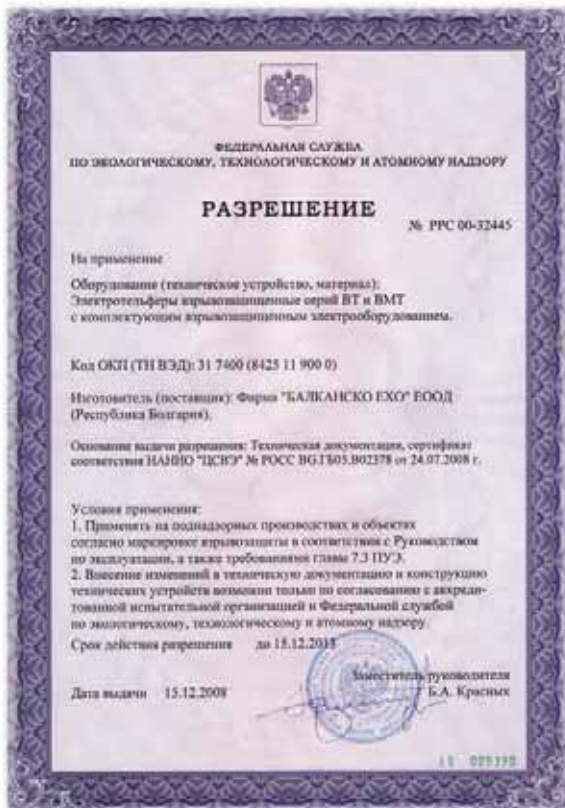 ФЕДЕРАЛЬНАЯ СЛУЖБА
ПО ЭКОЛОГИЧЕСКОМУ, ТЕХНОЛОГИЧЕСКОМУ И АТОМНОМУ НАДЗОРУ
РАЗРЕШЕНИЕ
№ РРС 00-32445
На применение
Оборудование (техническое устройство, материал):
Электротельферы взрывозащищенные серий ВТ и ВМТ
с комплектующим взрывозащищенным электрооборудованием.
Код ОКП (ТН ВЭД): 31 7400 (8425 11 900 0)
Изготовитель (поставщик): Фирма "БАЛКАНСКО ЕХО" ЕООД
(Республика Болгария).
Основание выдачи разрешения: Техническая документация, сертификат
соответствия НАНИО "ЦСВЭ" № РОСС BG.ГБ05.В02378 от 24.07.2008 г.
Условия применения:
1. Применять на поднадзорных производствах и объектах
согласно маркировке взрывозащиты в соответствии с Руководством
по эксплуатации, а также требованиями главы 7.3 ПУЭ.
2. Внесение изменений в техническую документацию и конструкцию
технических устройств возможно только по согласованию с аккреди-
тованной испытательной организацией и Федеральной службой
по экологическому, технологическому и атомному надзору.
Срок действия разрешения до 15.12.2013
Заместитель руководителя
Дата выдачи 15.12.2008 Б.А. Красных